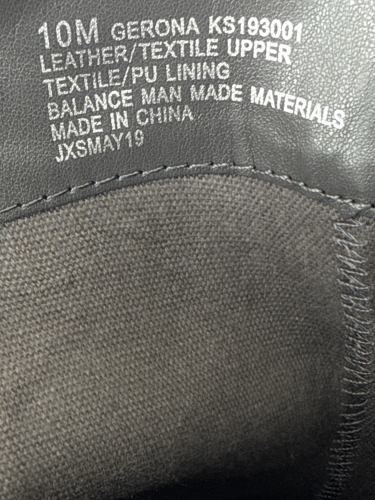 10M GERONA KS193001
LEATHER/TEXTILE UPPER
TEXTILE/PU LINING
BALANCE MAN MADE MATERIALS
MADE IN CHINA
JXSMAY19